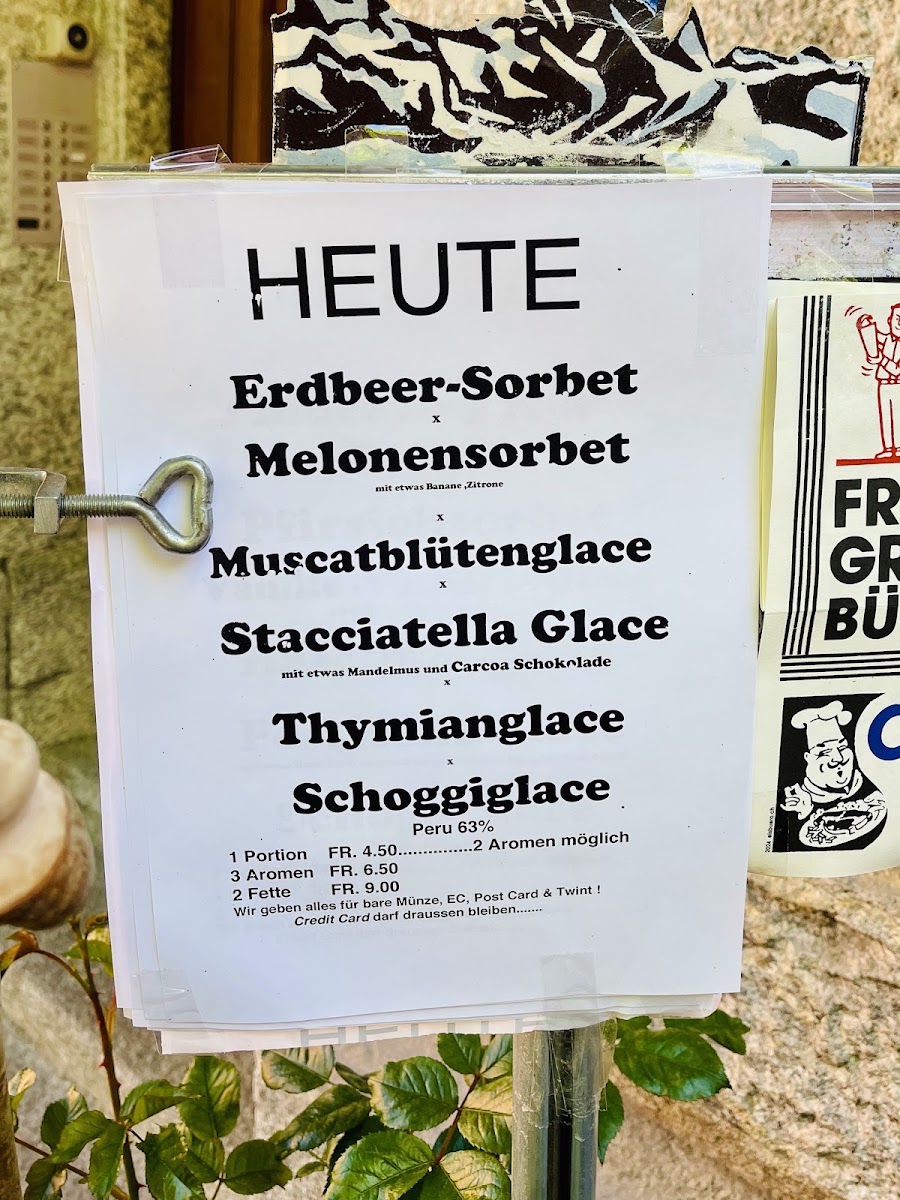 HEUTE
Erdbeer-Sorbet
x
Melonensorbet
mit etwas Banane ,Zitrone
x
Muscatblütenglace
x
Stacciatella Glace
mit etwas Mandelmus und Carcoa Schokolade
x
Thymianglace
x
Schoggiglace
Peru 63%
1 Portion FR. 4.50...............2 Aromen möglich
3 Aromen FR. 6.50
2 Fette FR. 9.00
Wir geben alles für bare Münze, EC, Post Card & Twint !
Credit Card darf draussen bleiben.......
HEUTE
FR
GR
BÜ